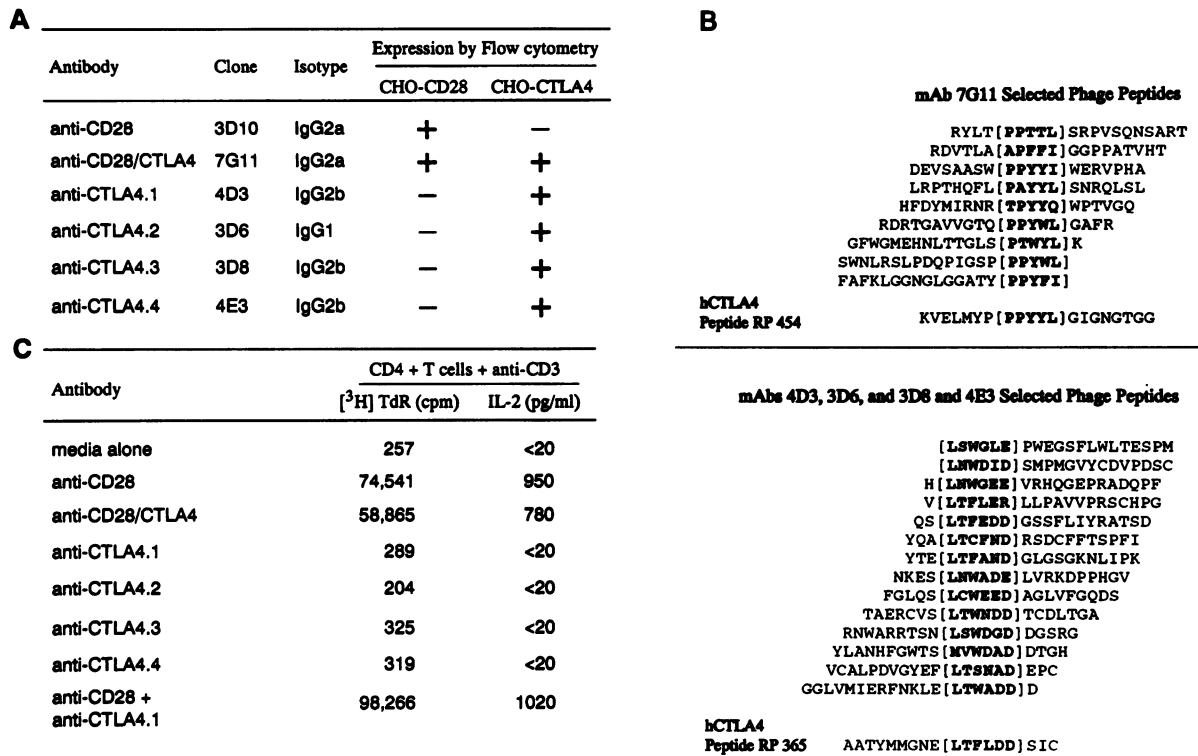 A
Expression by Flow cytometry
Antibody Clone Isotype
CHO-CD28 CHO-CTLA4
anti-CD28 3D10 IgG2a + −
anti-CD28/CTLA4 7G11 IgG2a + +
anti-CTLA4.1 4D3 IgG2b − +
anti-CTLA4.2 3D6 IgG1 − +
anti-CTLA4.3 3D8 IgG2b − +
anti-CTLA4.4 4E3 IgG2b − +
C
CD4 + T cells + anti-CD3
Antibody
[³H] TdR (cpm) IL-2 (pg/ml)
media alone 257 <20
anti-CD28 74,541 950
anti-CD28/CTLA4 58,865 780
anti-CTLA4.1 289 <20
anti-CTLA4.2 204 <20
anti-CTLA4.3 325 <20
anti-CTLA4.4 319 <20
anti-CD28 +
anti-CTLA4.1 98,266 1020
B
mAb 7G11 Selected Phage Peptides
RYLT[PPTTL]SRPVSQNSART
RDVTLA[APFFI]GGPPATVHT
DEVSAASW[PPYYI]WERVPHA
LRPTHQFL[PAYYL]SNRQLSL
HFDYMIRNR[TPYYQ]WPTVGQ
RDRTGAVVGTQ[PPYWL]GAFR
GFWGMEHNLTTGLS[PTWYL]K
SWNLRSLPDQPIGSP[PPYWL]
FAFKLGGNGLGGATY[PPYFI]
hCTLA4
Peptide RP 454 KVELMYP[PPYYL]GIGNGTGG
mAbs 4D3, 3D6, and 3D8 and 4E3 Selected Phage Peptides
[LSWGLE]PWEGSFLWLTESPM
[LNWDID]SMPMGVYCDVPDSC
H[LNWGEE]VRHQGEPRADQPF
V[LTFLER]LLPAVVPRSCHPG
QS[LTFEDD]GSSFLIYRATSD
YQA[LTCFND]RSDCFFTSPFI
YTE[LTFAND]GLGSGKNLIPK
NKES[LNWADE]LVRKDPPHGV
FGLQS[LCWEED]AGLVFGQDS
TAERCVS[LTWNDD]TCDLTGA
RNWARRTSN[LSWDGD]DGSRG
YLANHFGWTS[MVWDAD]DTGH
VCALPDVGYEF[LTSNAD]EPC
GGLVMIERFNKLE[LTWADD]D
hCTLA4
Peptide RP 365 AATYMMGNE[LTFLDD]SIC